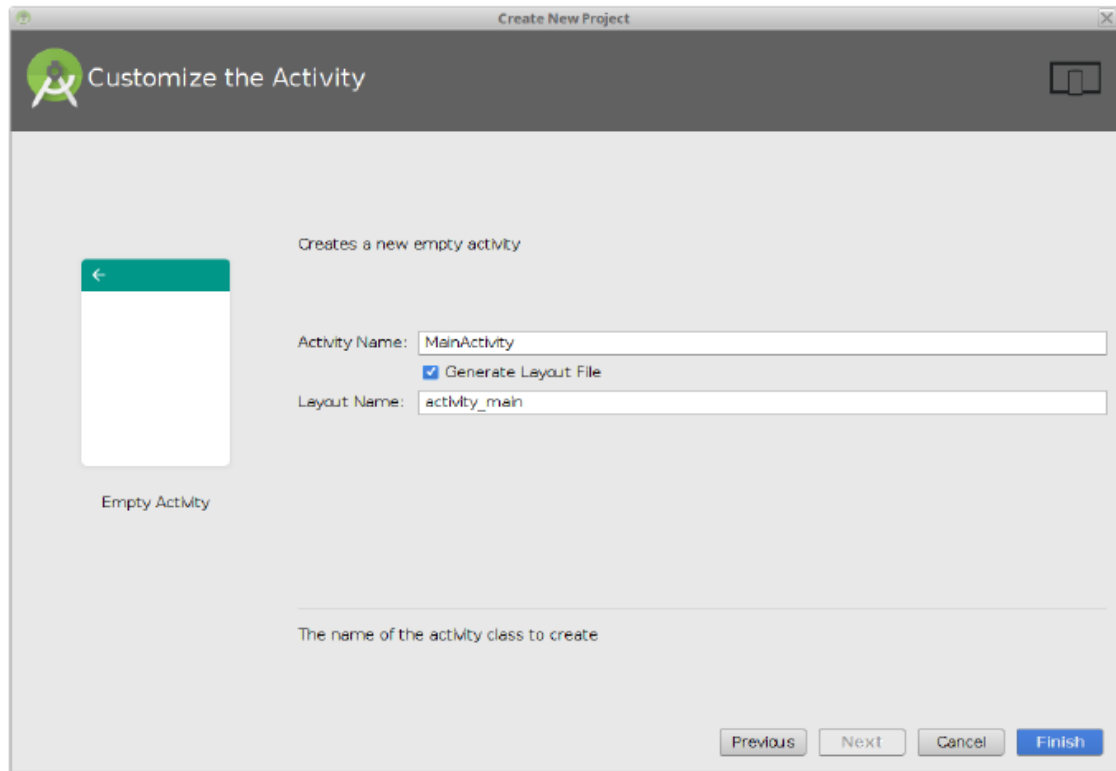 Create New Project
Customize the Activity
Creates a new empty activity
Activity Name: MainActivity
Generate Layout File
Layout Name: activity_main
Empty Activity
The name of the activity class to create
Previous Next Cancel Finish